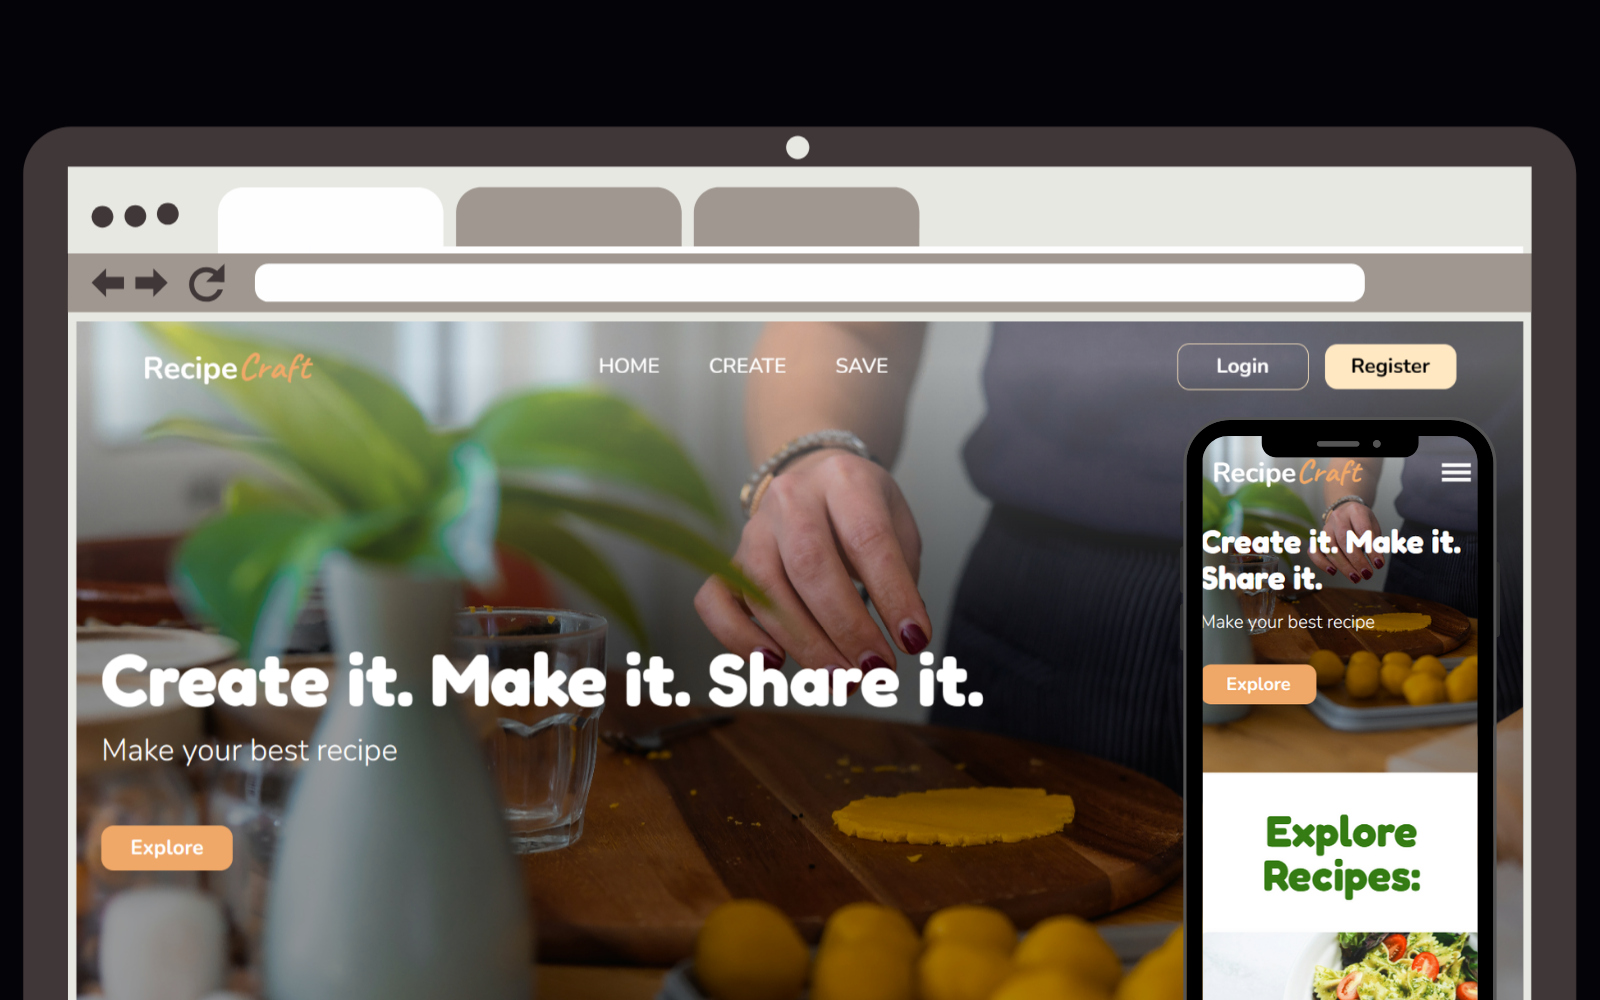 RecipeCraft
HOME CREATE SAVE
Login Register
Create it. Make it. Share it.
Make your best recipe
Explore
RecipeCraft
Create it. Make it.
Share it.
Make your best recipe
Explore
Explore
Recipes: